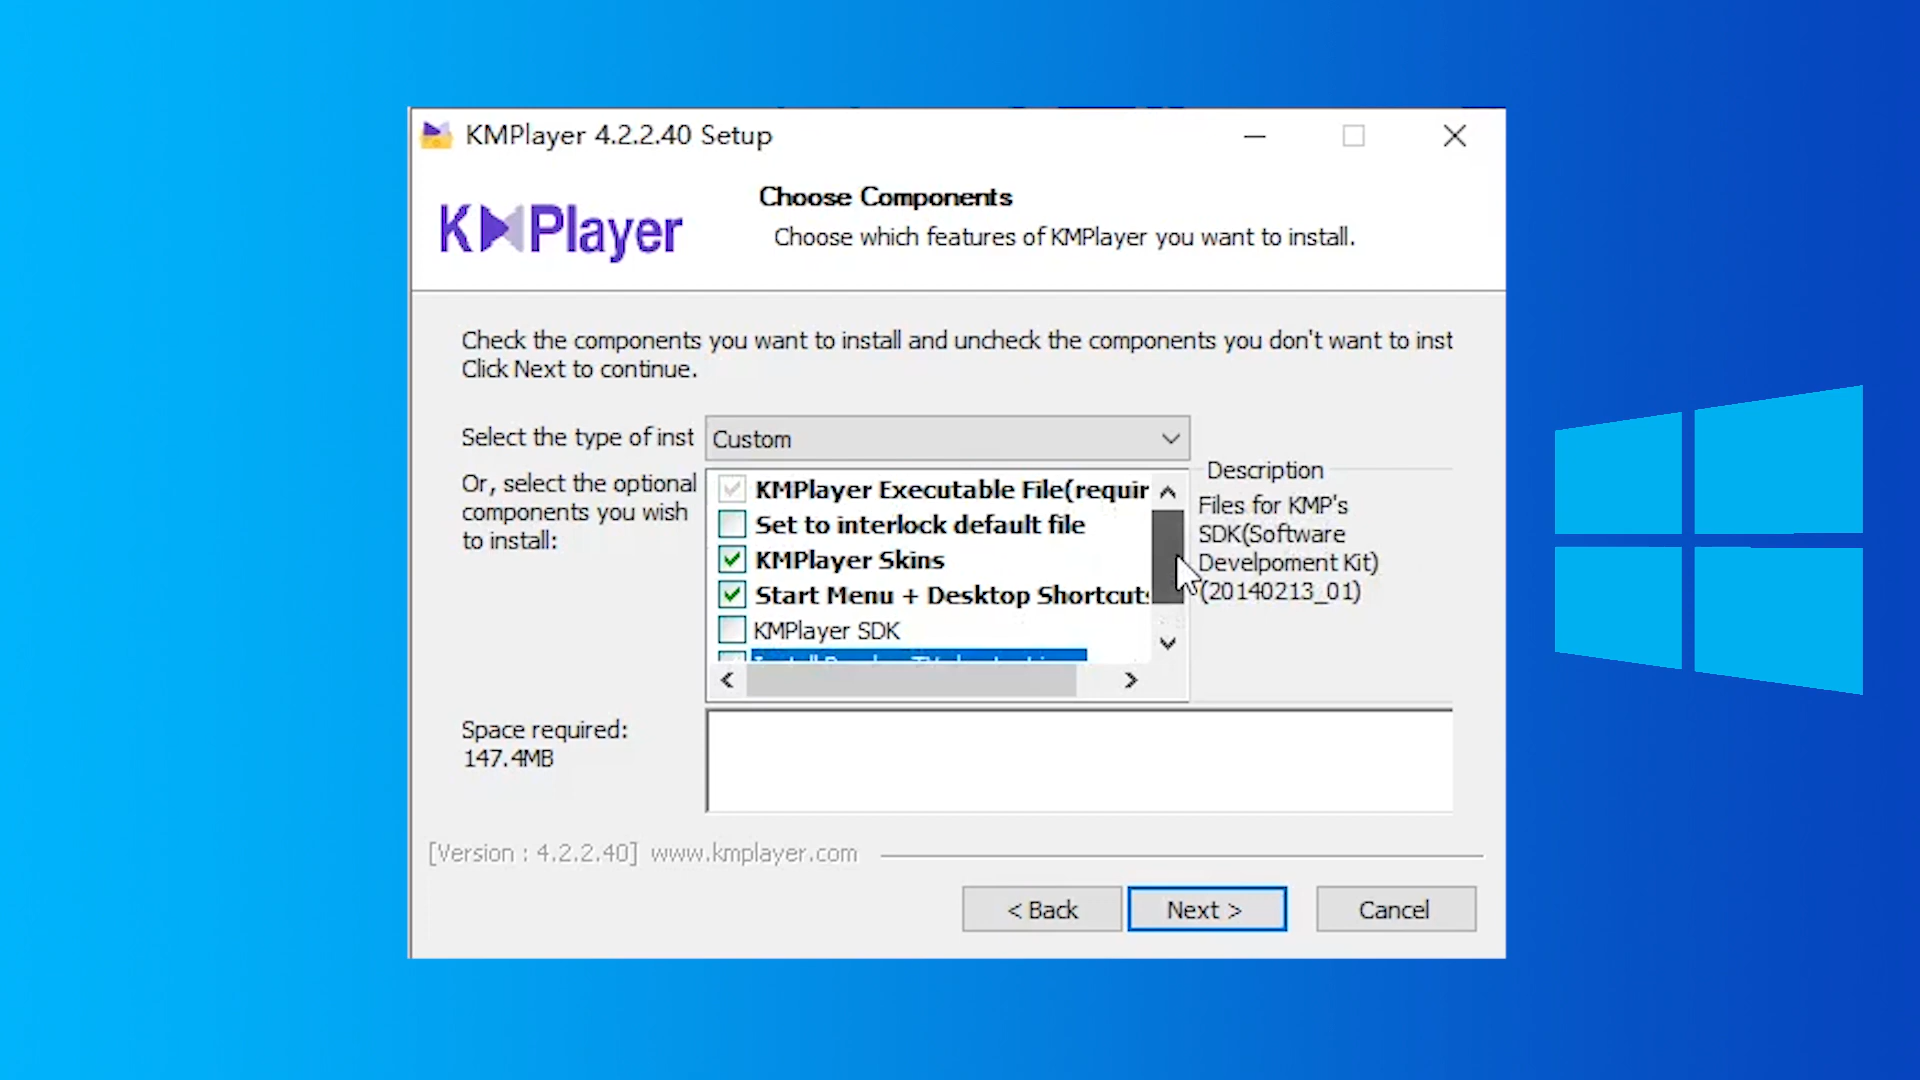 KMPlayer 4.2.2.40 Setup
KMPlayer
Choose Components
Choose which features of KMPlayer you want to install.
Check the components you want to install and uncheck the components you don't want to inst
Click Next to continue.
Select the type of inst
Custom
Or, select the optional
components you wish
to install:
KMPlayer Executable File(requir
Set to interlock default file
KMPlayer Skins
Start Menu + Desktop Shortcuts
KMPlayer SDK
Description
Files for KMP's
SDK(Software
Develpoment Kit)
(20140213_01)
Space required:
147.4MB
[Version : 4.2.2.40] www.kmplayer.com
< Back
Next >
Cancel